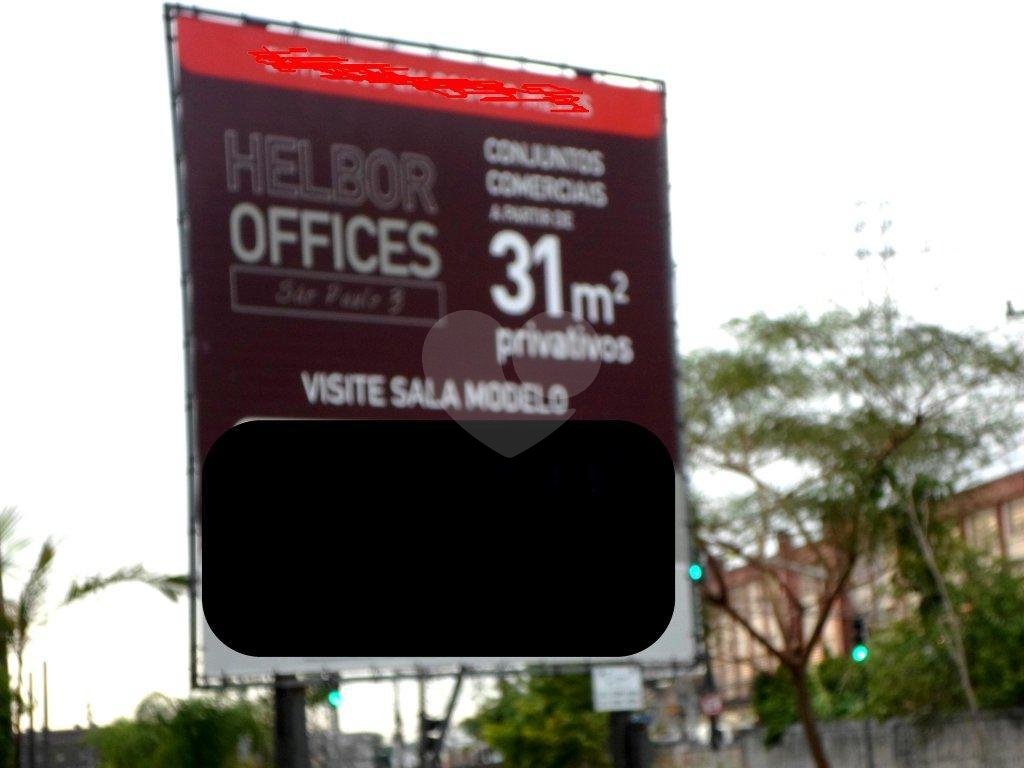 HELBOR
OFFICES
São Paulo 3
CONJUNTOS
COMERCIAIS
A PARTIR DE
31m²
privativos
VISITE SALA MODELO